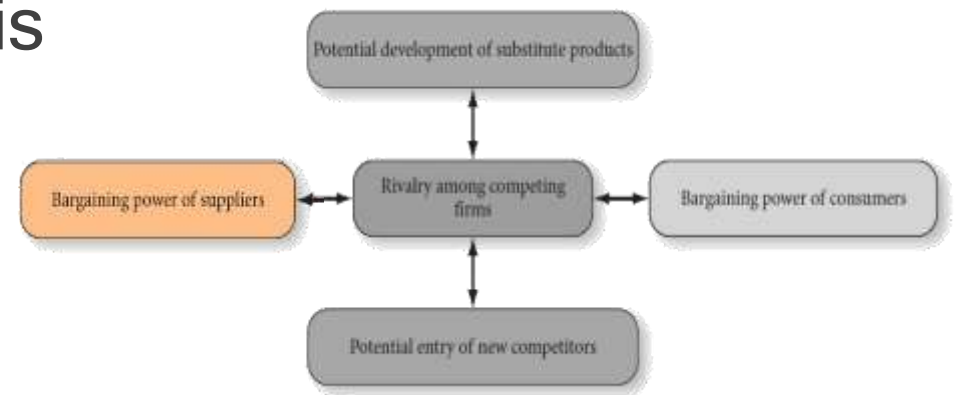 is
Potential development of substitute products
Bargaining power of suppliers
Rivalry among competing
firms
Bargaining power of consumers
Potential entry of new competitors